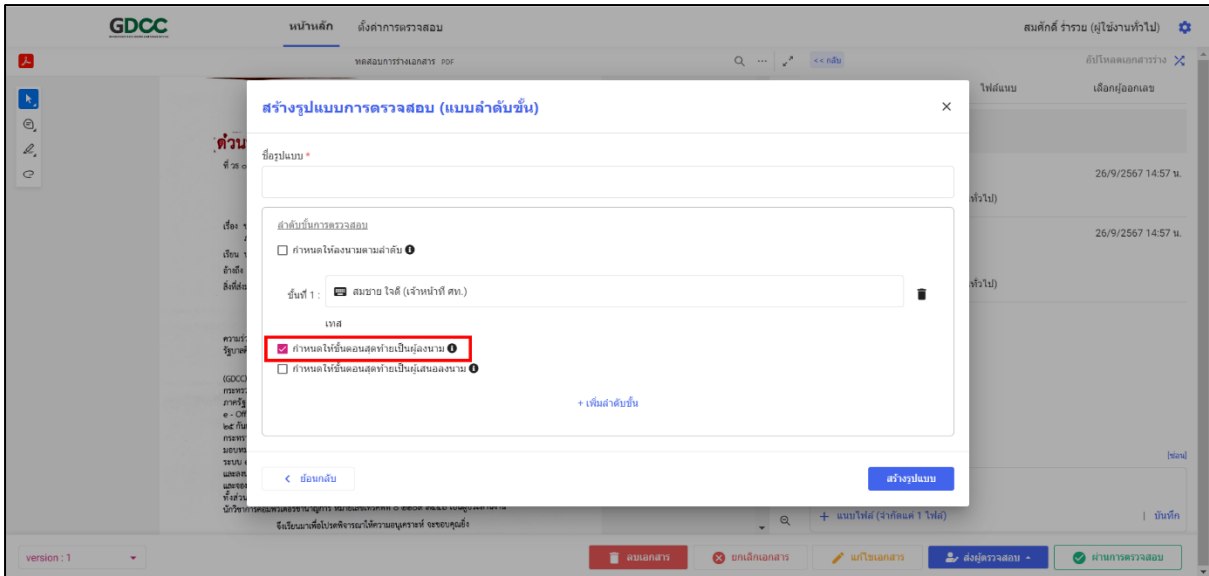 GDCC
หน้าหลัก ตั้งค่าการตรวจสอบ สมศักดิ์ ร่ำรวย (ผู้ใช้งานทั่วไป)
ทดสอบการร่างเอกสาร PDF << กลับ อัปโหลดเอกสารร่าง
ไฟล์แนบ เลือกผู้ออกเลข
สร้างรูปแบบการตรวจสอบ (แบบลำดับขั้น)
ด่วน
ชื่อรูปแบบ *
26/9/2567 14:57 น.
ทั่วไป)
ลำดับขั้นการตรวจสอบ
เรื่อง
26/9/2567 14:57 น.
กำหนดให้ลงนามตามลำดับ
เรียน
อ้างถึง
ขั้นที่ 1 : สมชาย ใจดี (เจ้าหน้าที่ ศท.)
ทั่วไป)
เทส
กำหนดให้ขั้นตอนสุดท้ายเป็นผู้ลงนาม
กำหนดให้ขั้นตอนสุดท้ายเป็นผู้เสนอลงนาม
(GDCC)
+ เพิ่มลำดับขั้น
[ซ่อน]
< ย้อนกลับ สร้างรูปแบบ
+ แนบไฟล์ (จำกัดแค่ 1 ไฟล์) | บันทึก
จึงเรียนมาเพื่อโปรดพิจารณาให้ความอนุเคราะห์ จะขอบคุณยิ่ง
version : 1 ลบเอกสาร ยกเลิกเอกสาร แก้ไขเอกสาร ส่งผู้ตรวจสอบ ผ่านการตรวจสอบ